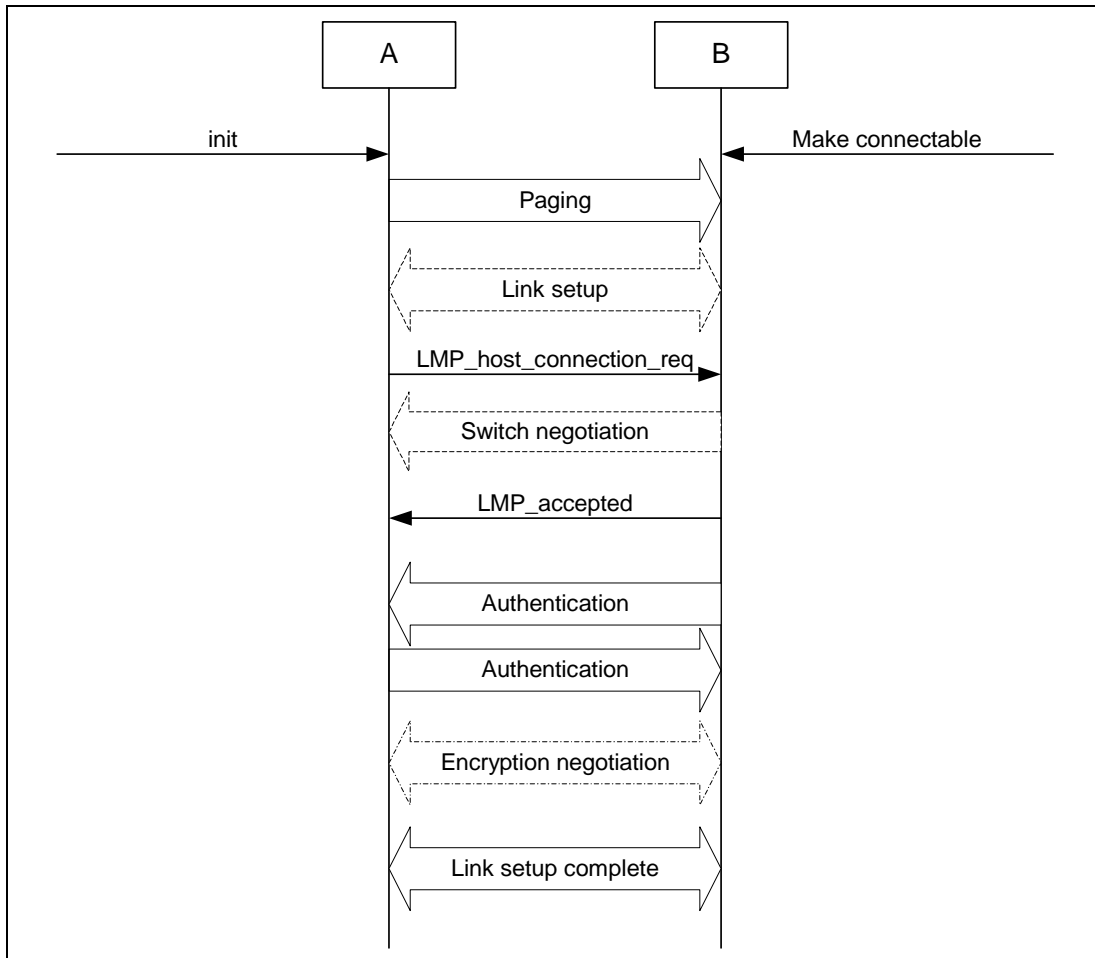 A
B
init
Make connectable
Paging
Link setup
LMP_host_connection_req
Switch negotiation
LMP_accepted
Authentication
Authentication
Encryption negotiation
Link setup complete